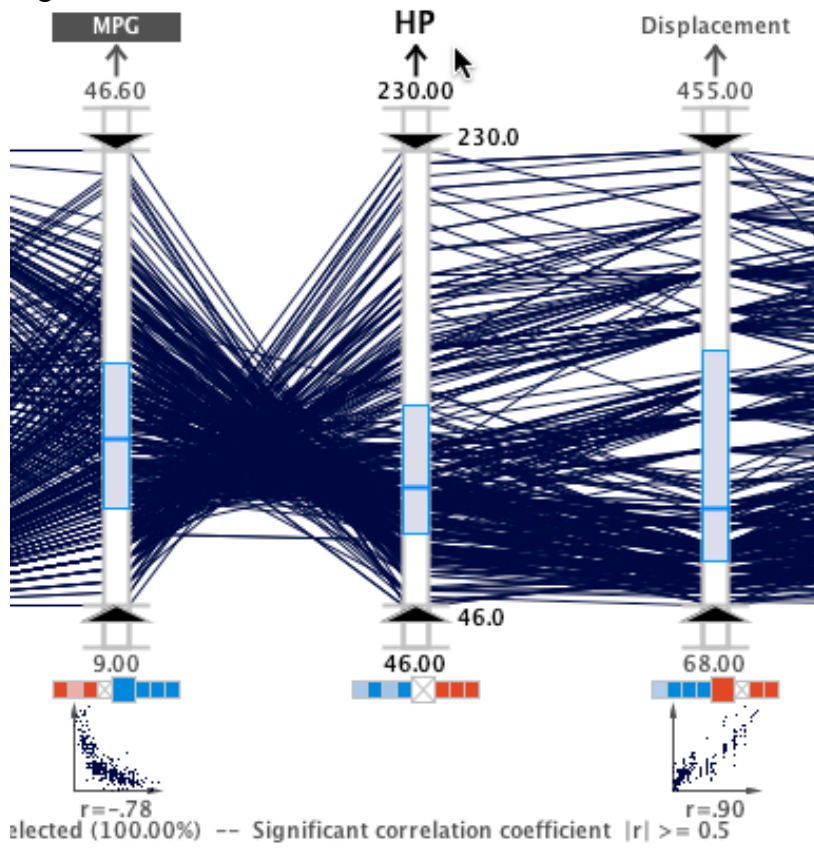 MPG HP Displacement
46.60 230.00 455.00
230.0
46.0
9.00 46.00 68.00
r=-.78 r=.90
elected (100.00%) -- Significant correlation coefficient |r| >= 0.5